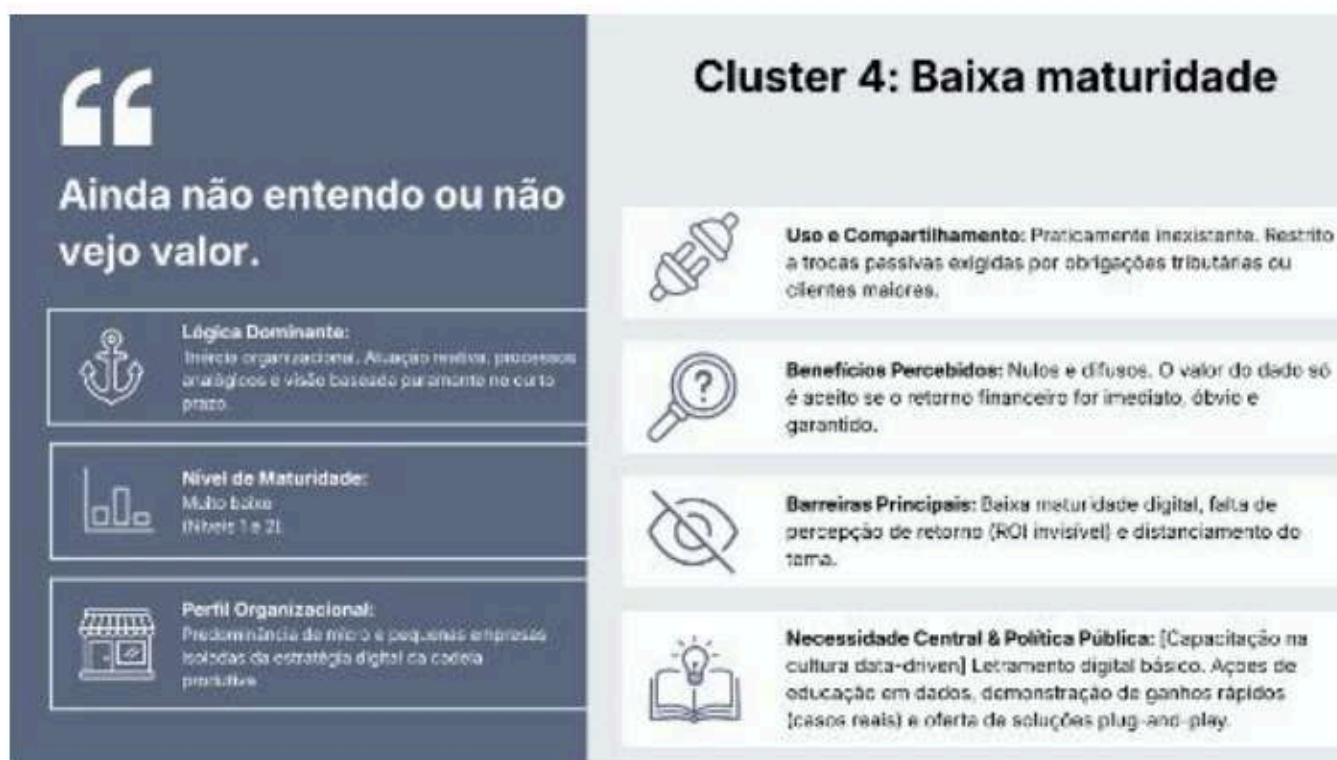 Cluster 4: Baixa maturidade
“
Ainda não entendo ou não
vejo valor.
Lógica Dominante:
Inércia organizacional. Atuação reativa, processos
analógicos e visão baseada puramente no curto
prazo.
Nível de Maturidade:
Muito baixo
(Níveis 1 e 2).
Perfil Organizacional:
Predominância de micro e pequenas empresas
isoladas da estratégia digital da cadeia
produtiva
Uso e Compartilhamento: Praticamente inexistente. Restrito
a trocas passivas exigidas por obrigações tributárias ou
clientes maiores.
Benefícios Percebidos: Nulos e difusos. O valor do dado só
é aceito se o retorno financeiro for imediato, óbvio e
garantido.
Barreiras Principais: Baixa maturidade digital, falta de
percepção de retorno (ROI invisível) e distanciamento do
tema.
Necessidade Central & Política Pública: [Capacitação na
cultura data-driven] Letramento digital básico. Ações de
educação em dados, demonstração de ganhos rápidos
(casos reais) e oferta de soluções plug-and-play.